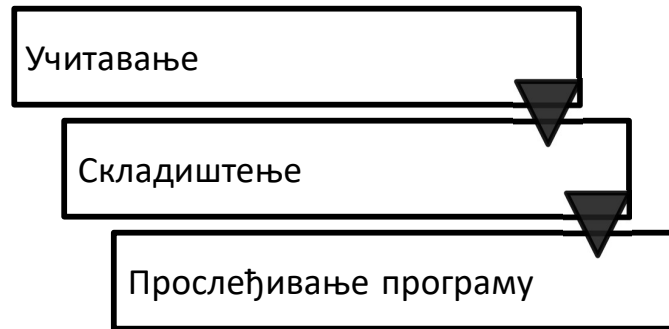 Учитавање
Складиштење
Прослеђивање програму